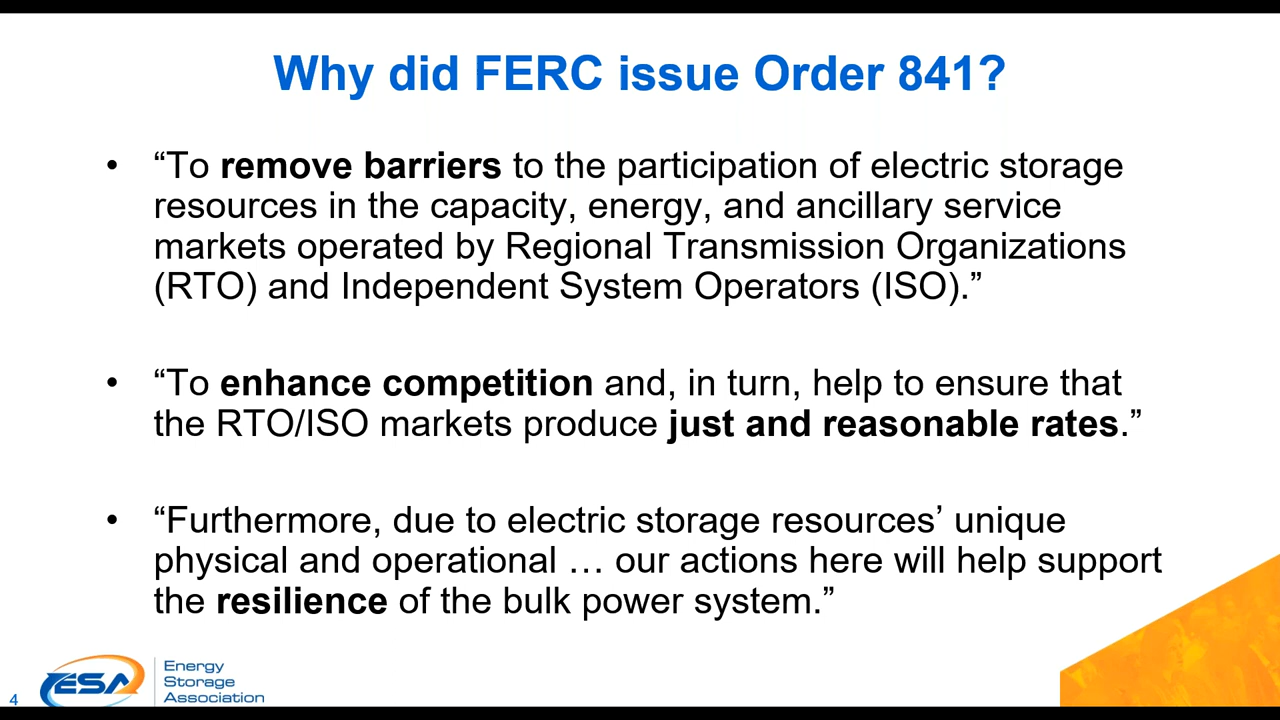 Why did FERC issue Order 841?
• “To remove barriers to the participation of electric storage
resources in the capacity, energy, and ancillary service
markets operated by Regional Transmission Organizations
(RTO) and Independent System Operators (ISO).”
• “To enhance competition and, in turn, help to ensure that
the RTO/ISO markets produce just and reasonable rates.”
• “Furthermore, due to electric storage resources’ unique
physical and operational … our actions here will help support
the resilience of the bulk power system.”
4
ESA
Energy
Storage
Association